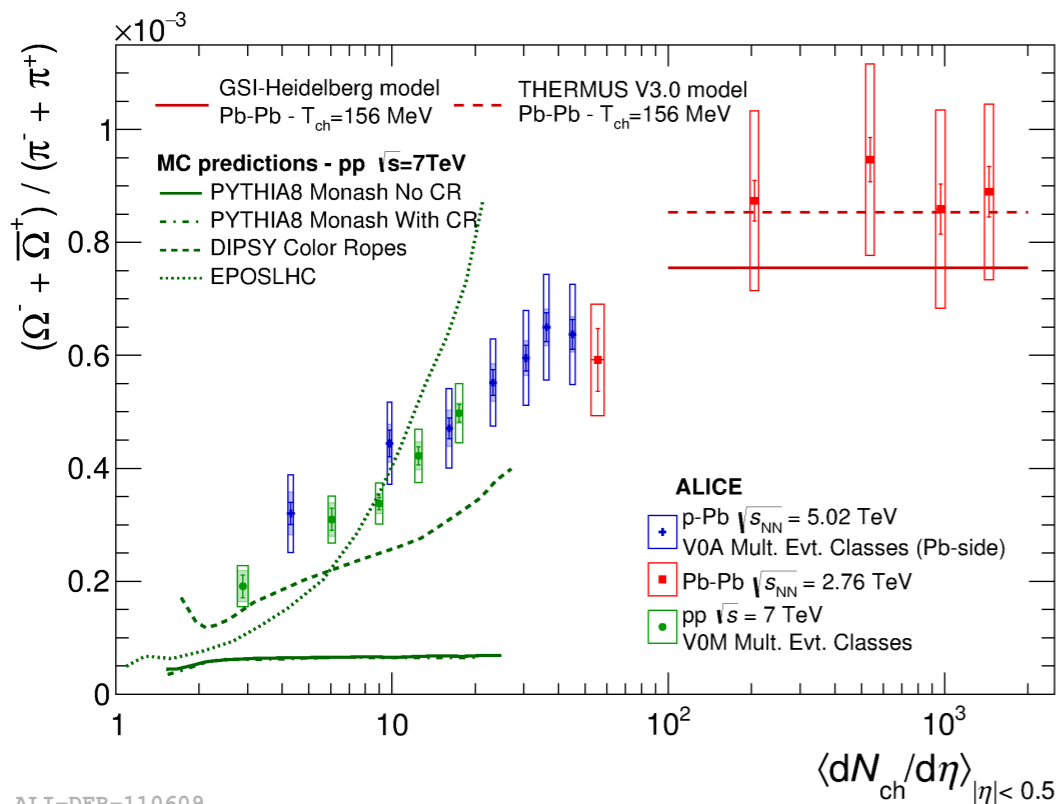 ×10⁻³
(Ω⁻ + Ω̅⁺) / (π⁻ + π⁺)
1
0.8
0.6
0.4
0.2
0
GSI-Heidelberg model
Pb-Pb - T_ch=156 MeV
THERMUS V3.0 model
Pb-Pb - T_ch=156 MeV
MC predictions - pp √s=7TeV
PYTHIA8 Monash No CR
PYTHIA8 Monash With CR
DIPSY Color Ropes
EPOSLHC
ALICE
p-Pb √s_NN = 5.02 TeV
V0A Mult. Evt. Classes (Pb-side)
Pb-Pb √s_NN = 2.76 TeV
pp √s = 7 TeV
V0M Mult. Evt. Classes
1 10 10² 10³
⟨dN_ch/dη⟩_|η|< 0.5